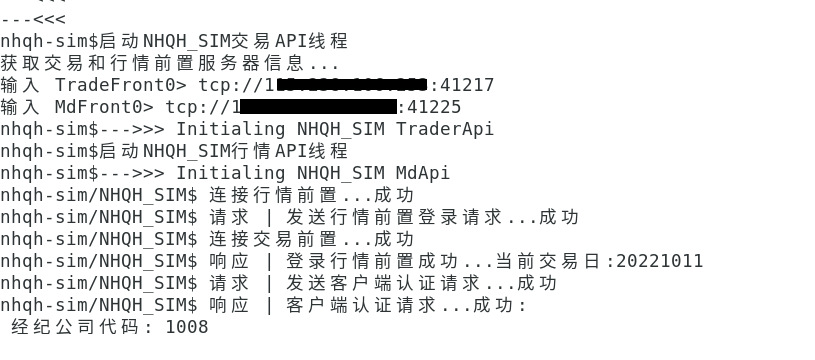 ---<<<
nhqh-sim$启动NHQH_SIM交易API线程
获取交易和行情前置服务器信息...
输入 TradeFront0> tcp://1 :41217
输入 MdFront0> tcp://1 :41225
nhqh-sim$--->>> Initialing NHQH_SIM TraderApi
nhqh-sim$启动NHQH_SIM行情API线程
nhqh-sim$--->>> Initialing NHQH_SIM MdApi
nhqh-sim/NHQH_SIM$ 连接行情前置...成功
nhqh-sim/NHQH_SIM$ 请求 | 发送行情前置登录请求...成功
nhqh-sim/NHQH_SIM$ 连接交易前置...成功
nhqh-sim/NHQH_SIM$ 响应 | 登录行情前置成功...当前交易日:20221011
nhqh-sim/NHQH_SIM$ 请求 | 发送客户端认证请求...成功
nhqh-sim/NHQH_SIM$ 响应 | 客户端认证请求...成功:
经纪公司代码: 1008